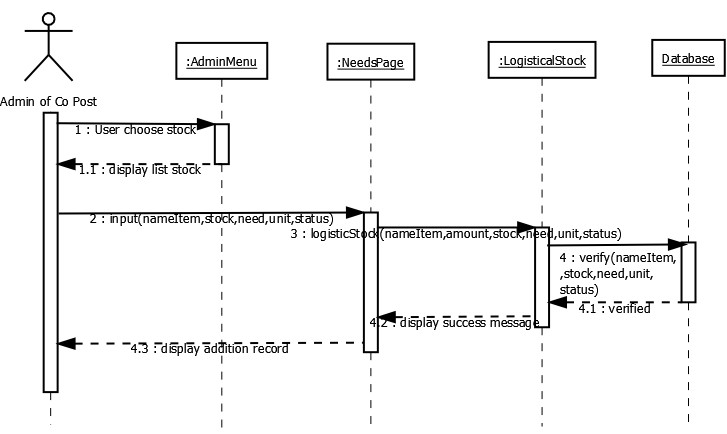 :AdminMenu
:NeedsPage
:LogisticalStock
Database
Admin of Co Post
1 : User choose stock
1.1 : display list stock
2 : input(nameItem,stock,need,unit,status)
3 : logisticStock(nameItem,amount,stock,need,unit,status)
4 : verify(nameItem,
,stock,need,unit,
status)
4.1 : verified
4.2 : display success message
4.3 : display addition record